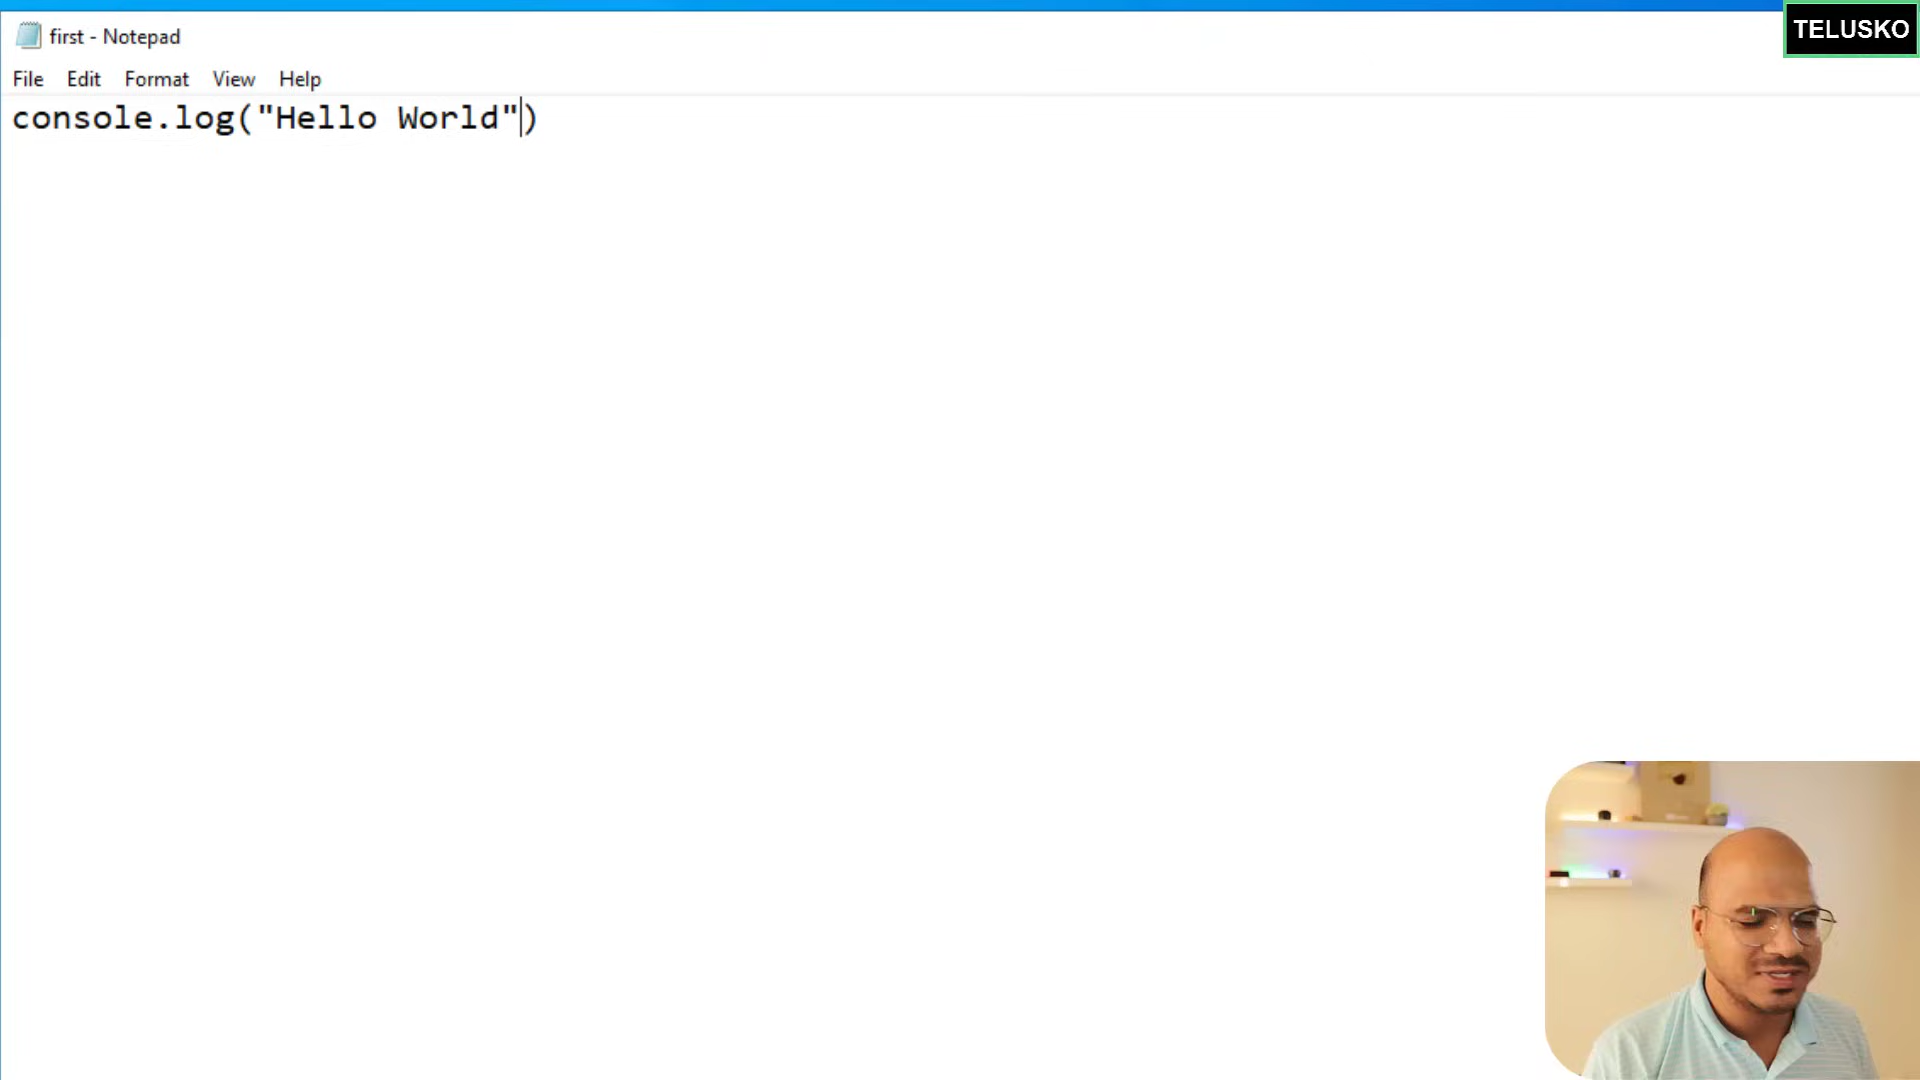 first - Notepad
TELUSKO
File Edit Format View Help
console.log("Hello World")